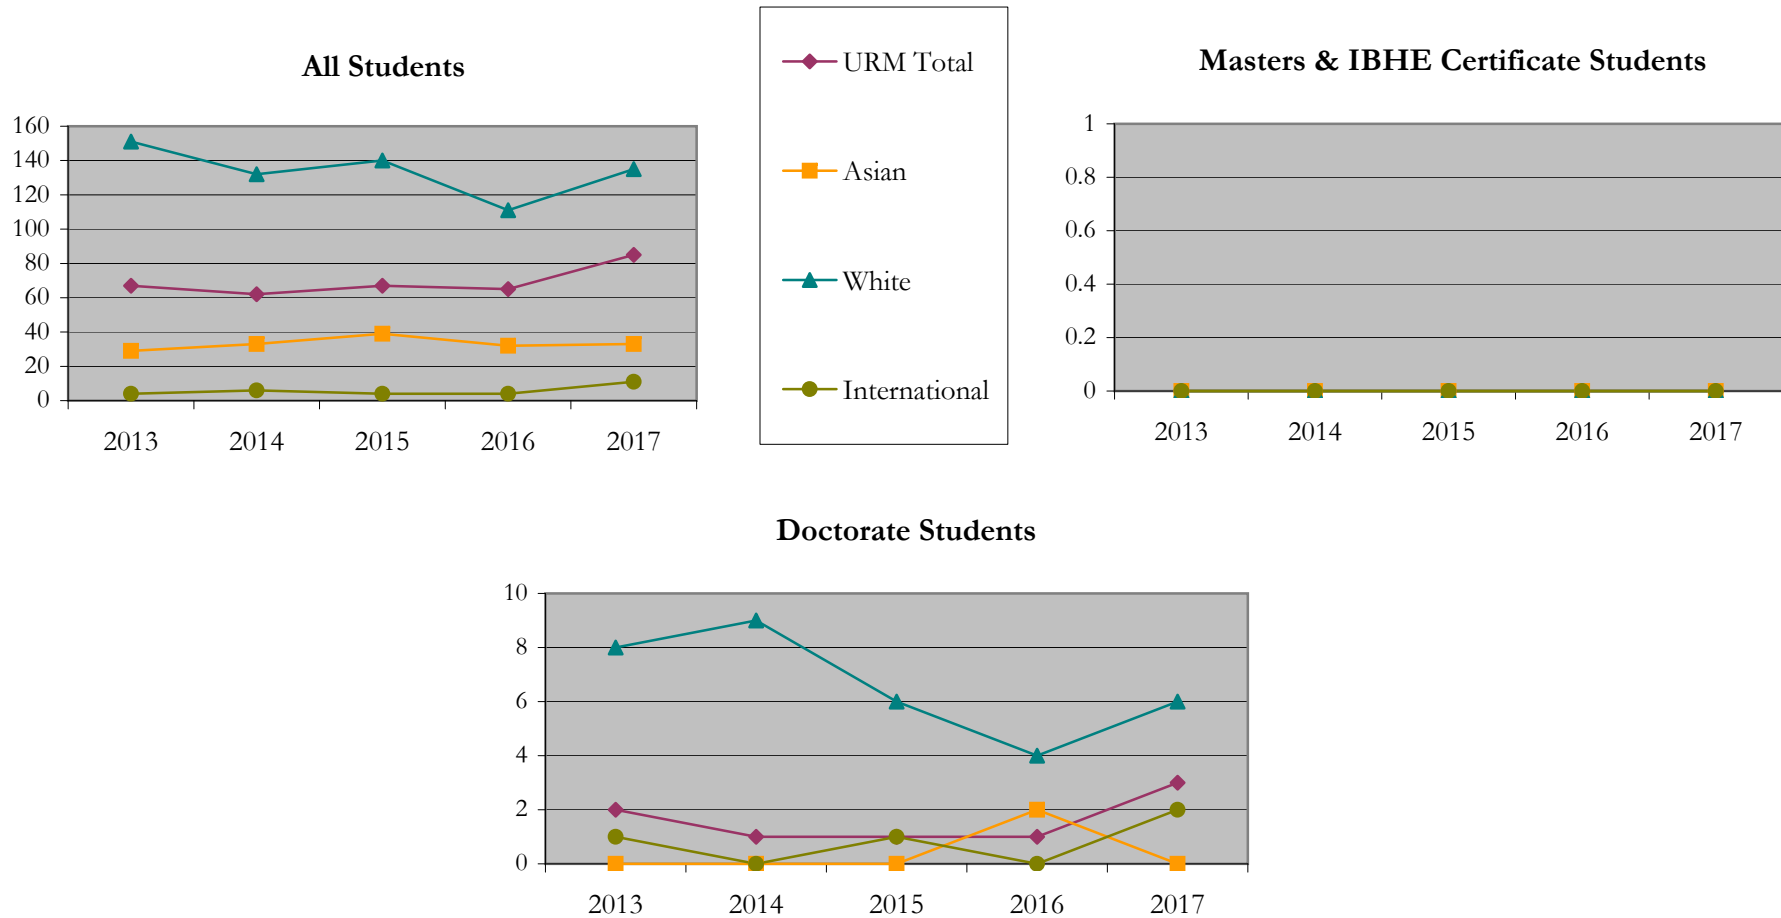 All Students
160
140
120
100
80
60
40
20
0
2013 2014 2015 2016 2017
URM Total
Asian
White
International
Masters & IBHE Certificate Students
1
0.8
0.6
0.4
0.2
0
2013 2014 2015 2016 2017
Doctorate Students
10
8
6
4
2
0
2013 2014 2015 2016 2017